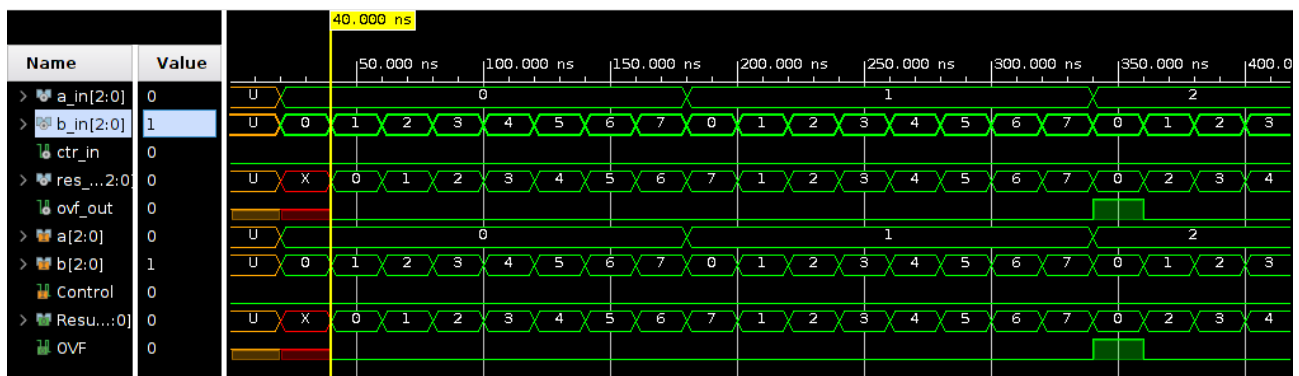 40.000 ns
Name Value 50.000 ns 100.000 ns 150.000 ns 200.000 ns 250.000 ns 300.000 ns 350.000 ns 400.0
a_in[2:0] 0 U 0 1 2
b_in[2:0] 1 U 0 1 2 3 4 5 6 7 0 1 2 3 4 5 6 7 0 1 2 3
ctr_in 0
res_...2:0] 0 U X 0 1 2 3 4 5 6 7 1 2 3 4 5 6 7 0 2 3 4
ovf_out 0
a[2:0] 0 U 0 1 2
b[2:0] 1 U 0 1 2 3 4 5 6 7 0 1 2 3 4 5 6 7 0 1 2 3
Control 0
Resu...:0] 0 U X 0 1 2 3 4 5 6 7 1 2 3 4 5 6 7 0 2 3 4
OVF 0